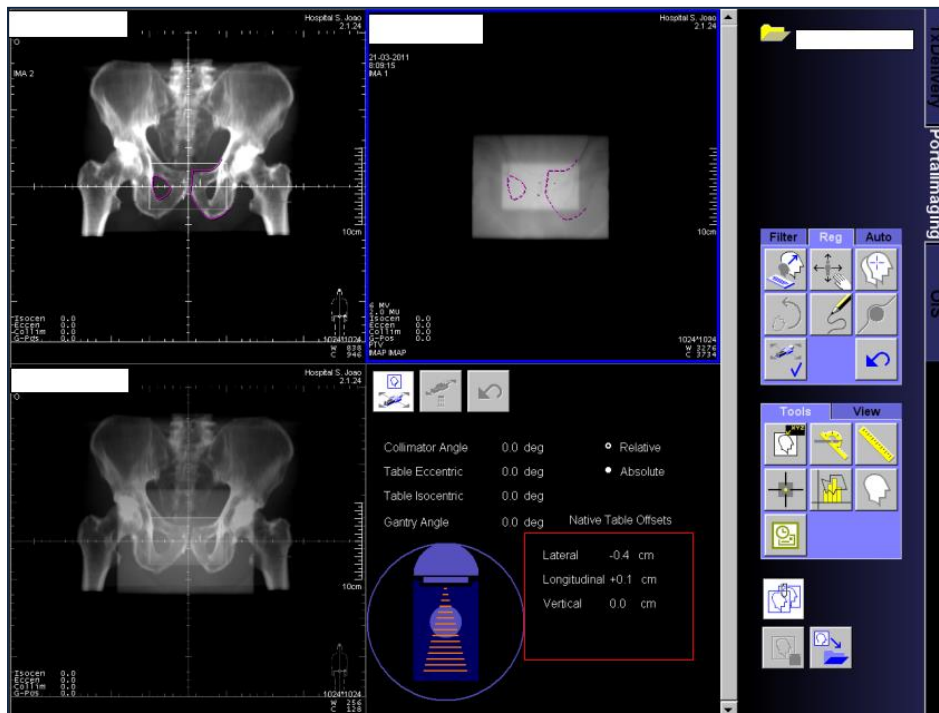 Hospital S. Joao
2.1.24
IMA 2
10cm
Isocen 0.0
Eccen 0.0
Collim 0.0
G-Pos 0.0
1024*1024
W 838
C 946
Hospital S. Joao
2.1.24
21-03-2011
8:09:15
IMA 1
10cm
6 MV
2.0 MU
Isocen 0.0
Eccen 0.0
Collim 0.0
G-Pos 0.0
PTV
IMAP IMAP
1024*1024
W 3276
C 3734
Hospital S. Joao
2.1.24
10cm
Isocen 0.0
Eccen 0.0
Collim 0.0
G-Pos 0.0
1024*1024
W 256
C 128
Collimator Angle 0.0 deg
Relative
Table Eccentric 0.0 deg
Absolute
Table Isocentric 0.0 deg
Gantry Angle 0.0 deg
Native Table Offsets
Lateral -0.4 cm
Longitudinal +0.1 cm
Vertical 0.0 cm
TxDelivery
PortalImaging
OIS
Filter Reg Auto
Tools View